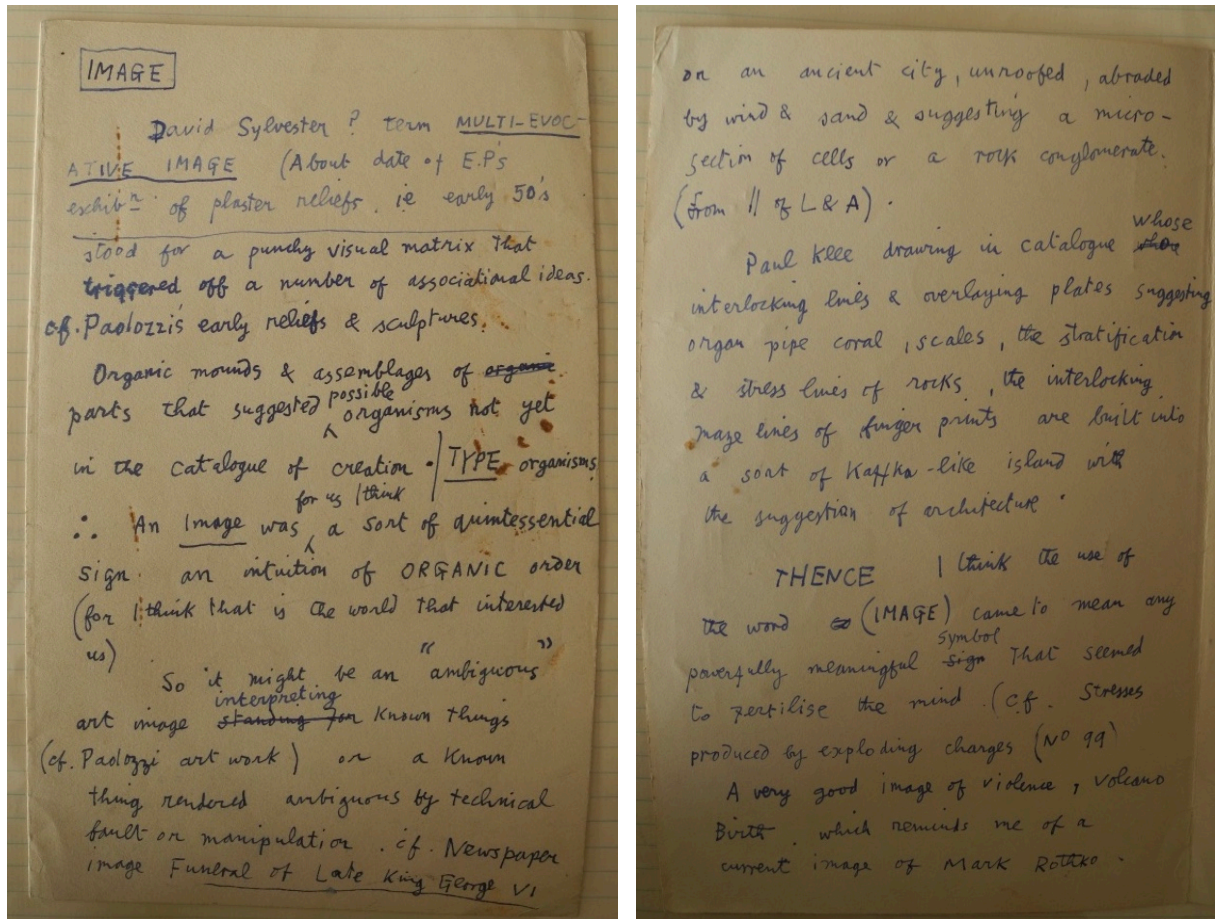 IMAGE
David Sylvester ? term MULTI-EVOC-
ATIVE IMAGE (About date of E.P's
exhibn. of plaster reliefs. ie early 50's
stood for a punchy visual matrix that
triggered off a number of associational ideas.
cf. Paolozzi's early reliefs & sculptures.
Organic mounds & assemblages of organic
parts that suggested possible organisms not yet
in the catalogue of creation. | TYPE organisms
for us I think
∴ An Image was a sort of quintessential
sign. an intuition of ORGANIC order
(for I think that is the world that interested
us)
So it might be an "ambiguous"
interpreting
art image standing for known things
(cf. Paolozzi art work) or a known
thing rendered ambiguous by technical
fault or manipulation. cf. Newspaper
image Funeral of Late King George VI
or an ancient city, unroofed, abraded
by wind & sand & suggesting a micro-
section of cells or a rock conglomerate.
(from || of L & A).
Paul Klee drawing in catalogue whose
interlocking lines & overlaying plates suggesting
organ pipe coral, scales, the stratification
& stress lines of rocks, the interlocking
maze lines of finger prints are built into
a sort of Kaffka-like island with
the suggestion of architecture.
THENCE I think the use of
the word (IMAGE) came to mean any
symbol
powerfully meaningful sign that seemed
to fertilise the mind. (cf. Stresses
produced by exploding charges (No 99)
A very good image of violence, volcano
Birth. which reminds me of a
current image of Mark Rothko.